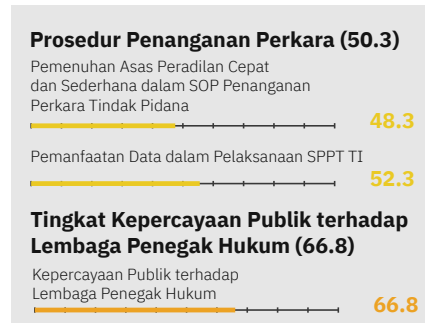 Prosedur Penanganan Perkara (50.3)
Pemenuhan Asas Peradilan Cepat
dan Sederhana dalam SOP Penanganan
Perkara Tindak Pidana
48.3
Pemanfaatan Data dalam Pelaksanaan SPPT TI
52.3
Tingkat Kepercayaan Publik terhadap
Lembaga Penegak Hukum (66.8)
Kepercayaan Publik terhadap
Lembaga Penegak Hukum
66.8